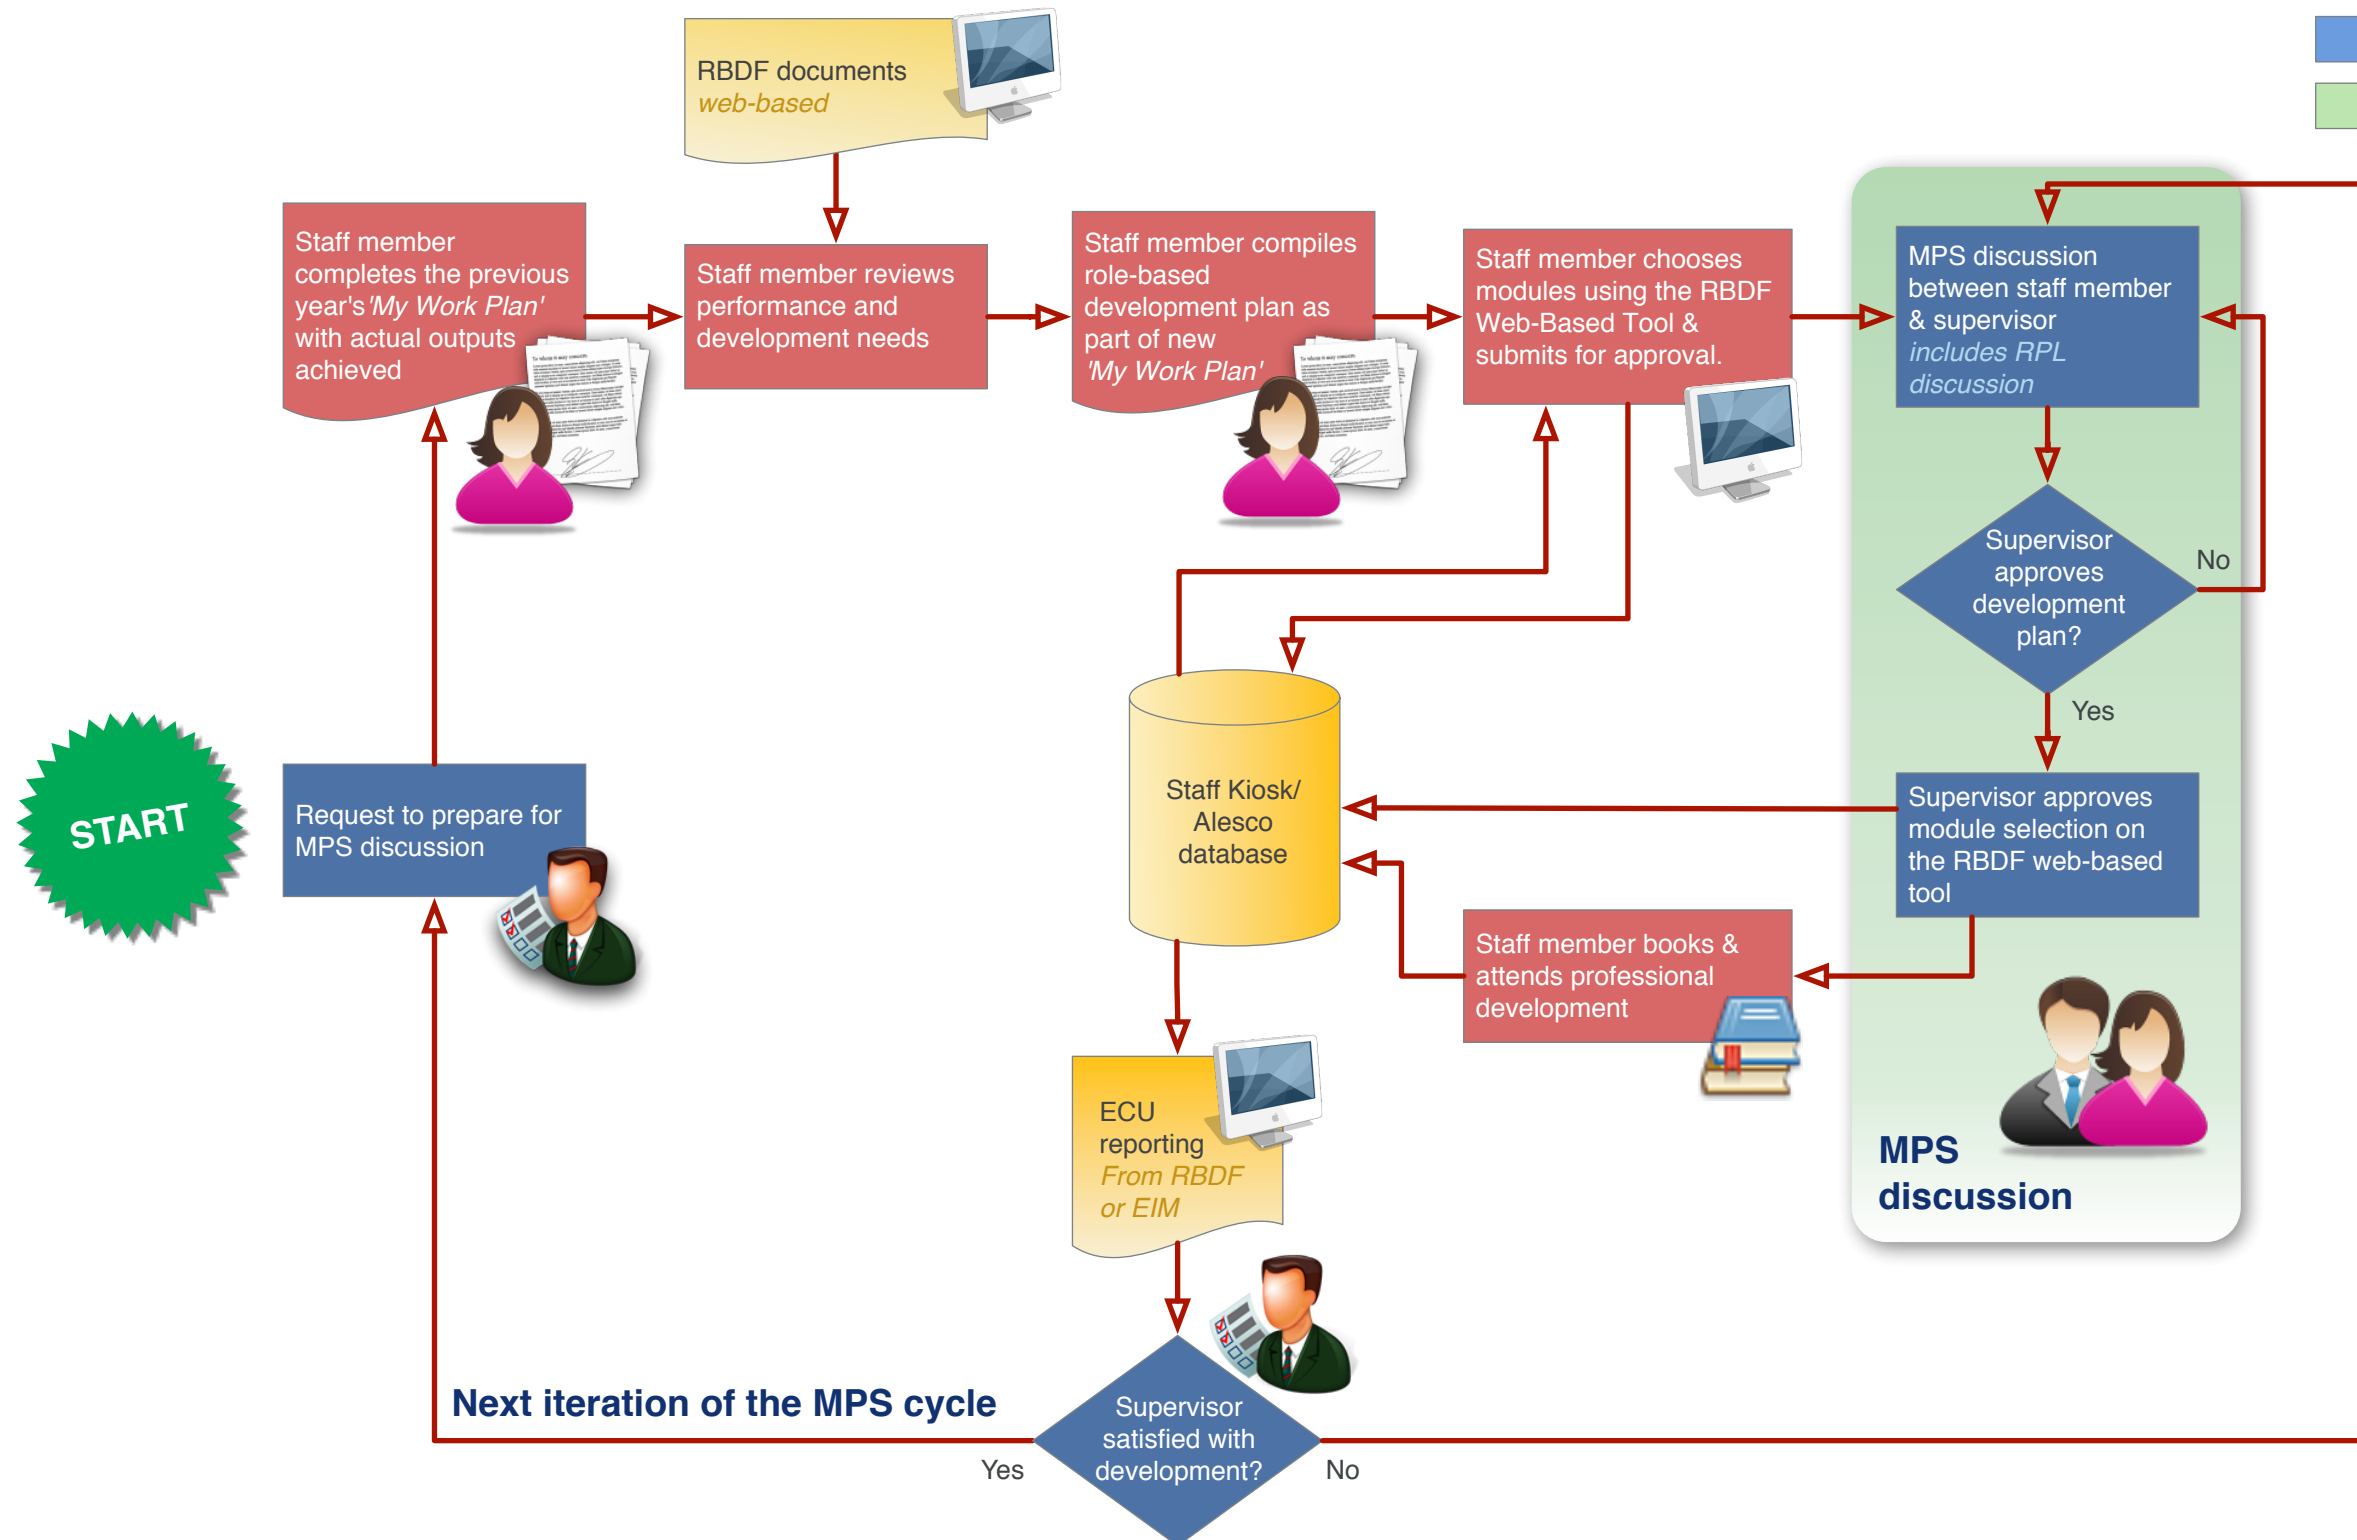 RBDF documents
web-based
Staff member
completes the previous
year's 'My Work Plan'
with actual outputs
achieved
Staff member reviews
performance and
development needs
Staff member compiles
role-based
development plan as
part of new
'My Work Plan'
Staff member chooses
modules using the RBDF
Web-Based Tool &
submits for approval.
MPS discussion
between staff member
& supervisor
includes RPL
discussion
Supervisor
approves
development
plan?
No
Yes
START
Request to prepare for
MPS discussion
Staff Kiosk/
Alesco
database
Supervisor approves
module selection on
the RBDF web-based
tool
Staff member books &
attends professional
development
ECU
reporting
From RBDF
or EIM
MPS
discussion
Next iteration of the MPS cycle
Supervisor
satisfied with
development?
Yes
No